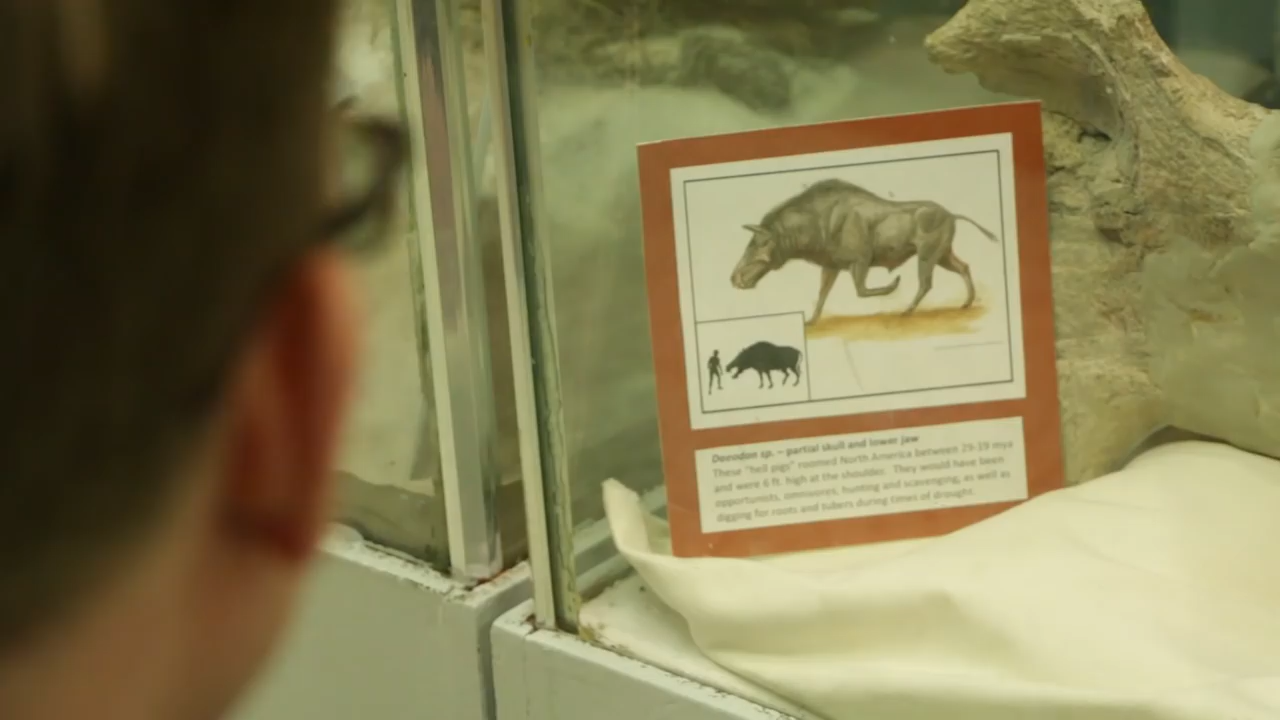 Daeodon sp. – partial skull and lower jaw
These "hell pigs" roamed North America between 29-19 mya
and were 6 ft. high at the shoulder. They would have been
opportunists, omnivores, hunting and scavenging, as well as
digging for roots and tubers during times of drought.